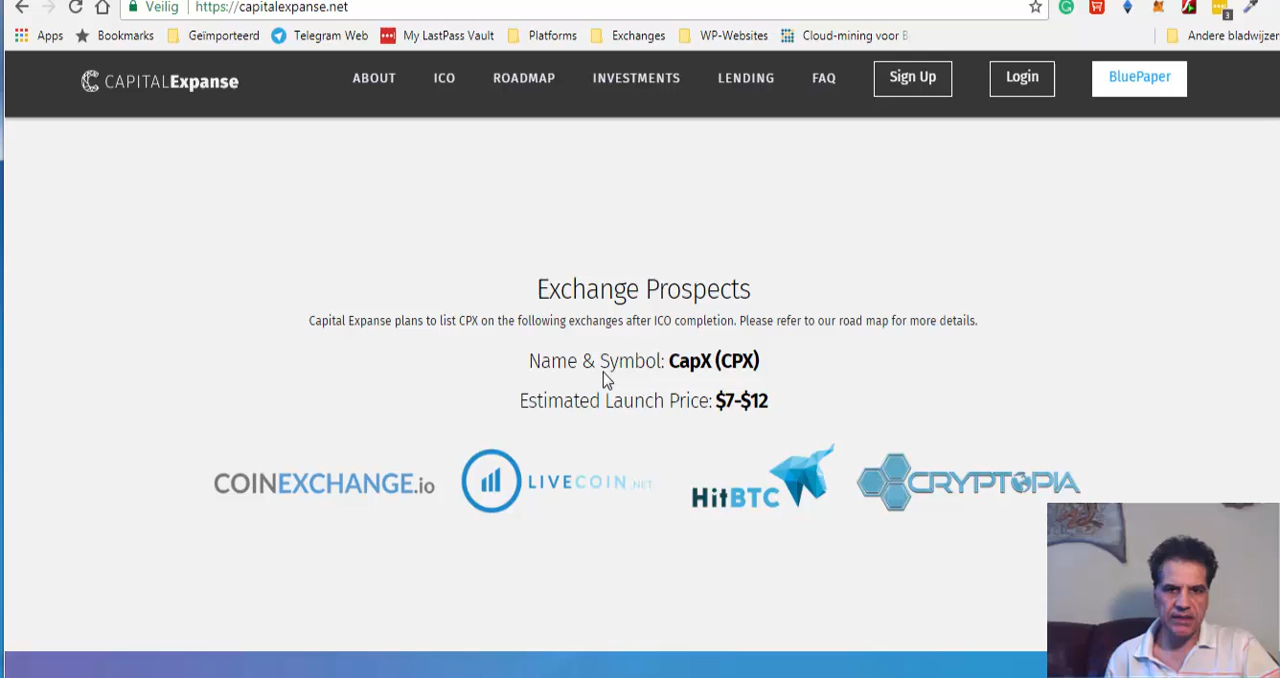 Veilig https://capitalexpanse.net
3
Apps Bookmarks Geïmporteerd Telegram Web My LastPass Vault Platforms Exchanges WP-Websites Cloud-mining voor Andere bladwijzer
CAPITALExpanse ABOUT ICO ROADMAP INVESTMENTS LENDING FAQ Sign Up Login BluePaper
Exchange Prospects
Capital Expanse plans to list CPX on the following exchanges after ICO completion. Please refer to our road map for more details.
Name & Symbol: CapX (CPX)
Estimated Launch Price: $7-$12
COINEXCHANGE.io LIVECOIN.NET HitBTC CRYPTOPIA